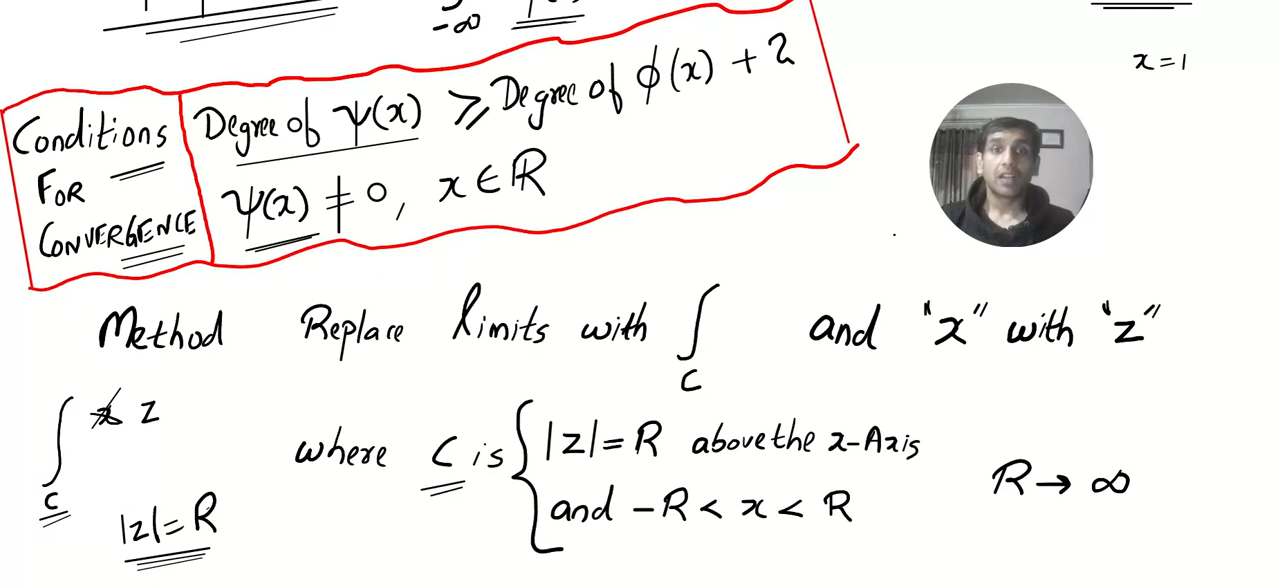 -∞
x=1
Conditions
FOR
CONVERGENCE
Degree of ψ(x) ⩾ Degree of ϕ(x) + 2
ψ(x) ≠ 0, x ∈ ℝ
Method Replace limits with ∫ and "x" with "z"
C
∫ z
C
|z|=R
where C is { |z|=R above the x-Axis
and -R < x < R
R → ∞